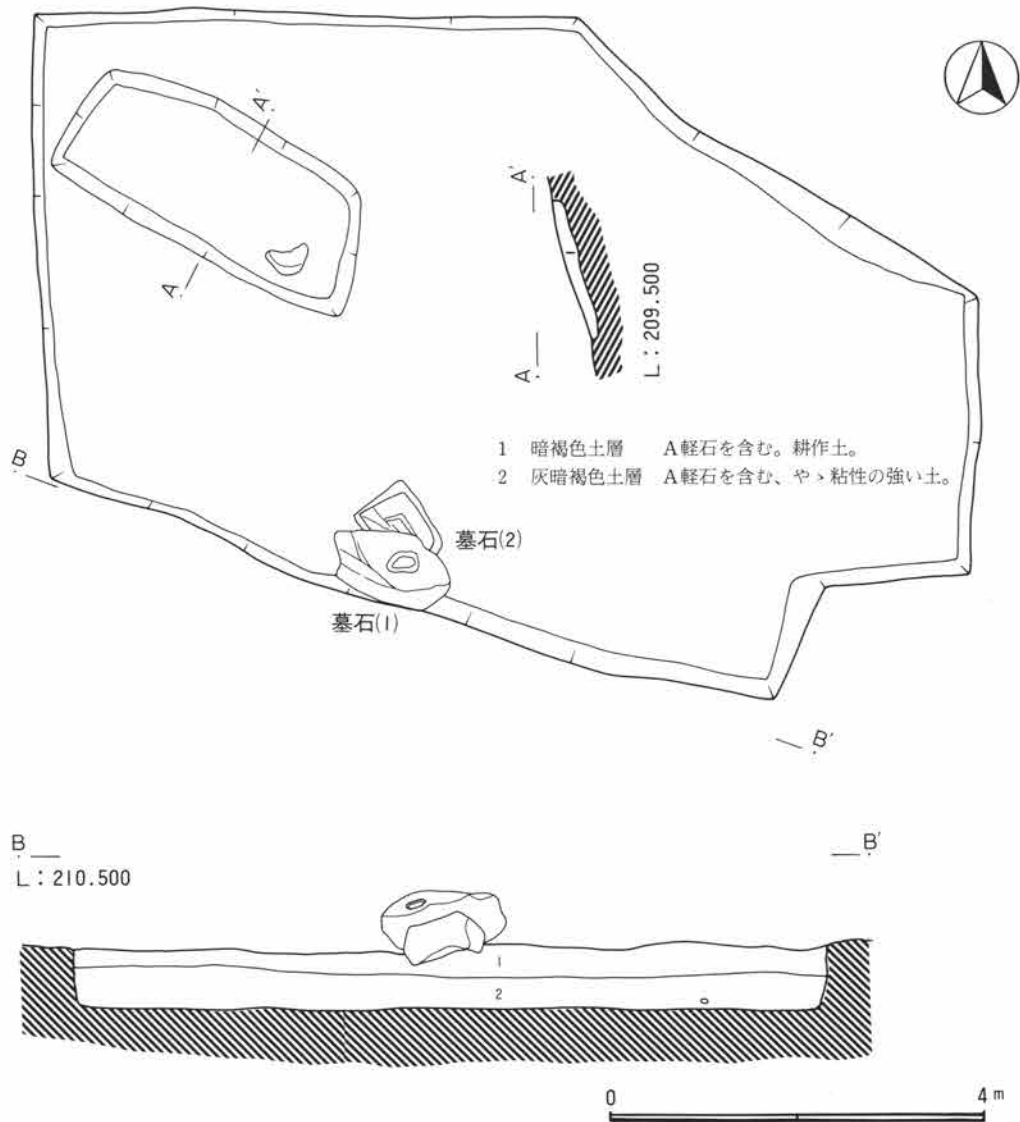 A'
A
A'
A
L:209.500
1 暗褐色土層 A軽石を含む。耕作土。
2 灰暗褐色土層 A軽石を含む、やゝ粘性の強い土。
B
墓石(2)
墓石(1)
B'
B
B'
L:210.500
1
2
0
4 m